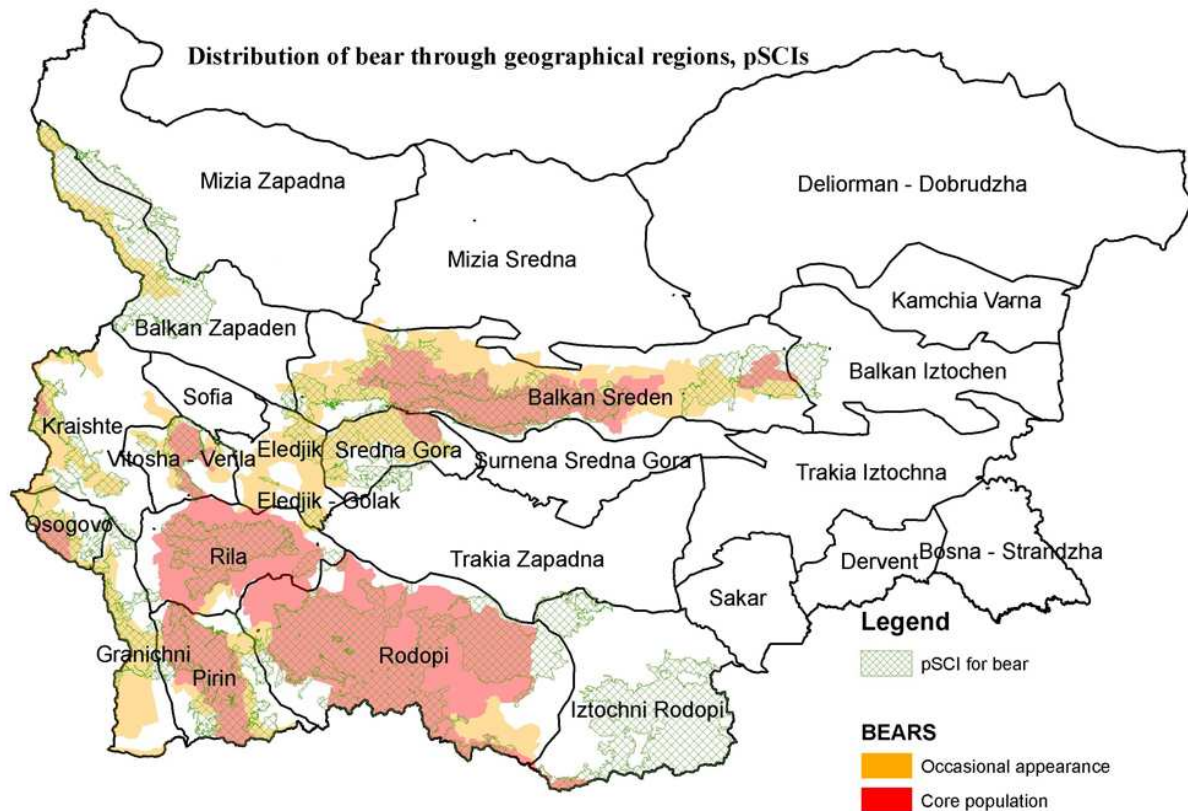 Distribution of bear through geographical regions, pSCIs
Mizia Zapadna
Deliorman - Dobrudzha
Mizia Sredna
Kamchia Varna
Balkan Zapaden
Balkan Iztochen
Sofia
Balkan Sreden
Kraishte
Vitosha - Verila
Eledjik
Sredna Gora
Surnena Sredna Gora
Trakia Iztochna
Eledjik - Golak
Osogovo
Rila
Trakia Zapadna
Dervent
Bosna - Strandzha
Sakar
Legend
Granichni
Pirin
Rodopi
pSCI for bear
Iztochni Rodopi
BEARS
Occasional appearance
Core population